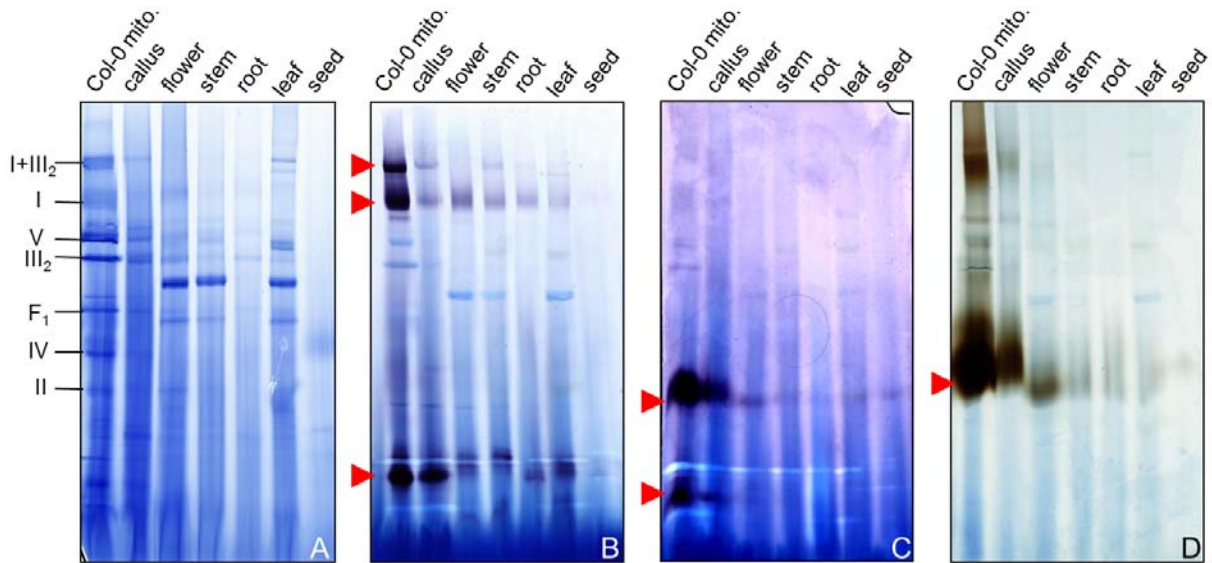 Col-0 mito. callus flower stem root leaf seed
Col-0 mito. callus flower stem root leaf seed
Col-0 mito. callus flower stem root leaf seed
Col-0 mito. callus flower stem root leaf seed
I+III₂
I
V
III₂
F₁
IV
II
A
B
C
D